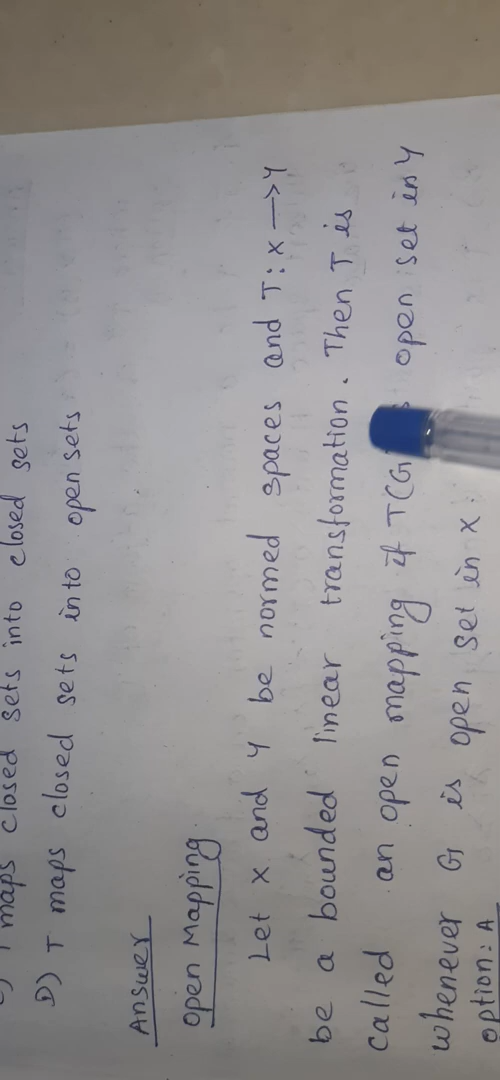 C) T maps closed sets into closed sets
D) T maps closed sets into open sets
Answer
Open Mapping
Let X and Y be normed spaces and T : X → Y
be a bounded linear transformation. Then T is
called an open mapping if T(G open set in Y
whenever G is open set in X.
option: A